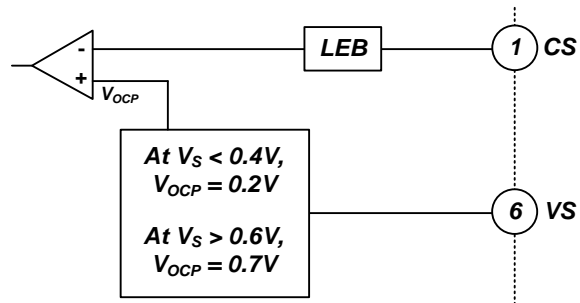 - LEB 1 CS
+
VOCP
At VS < 0.4V,
VOCP = 0.2V
At VS > 0.6V,
VOCP = 0.7V
6 VS